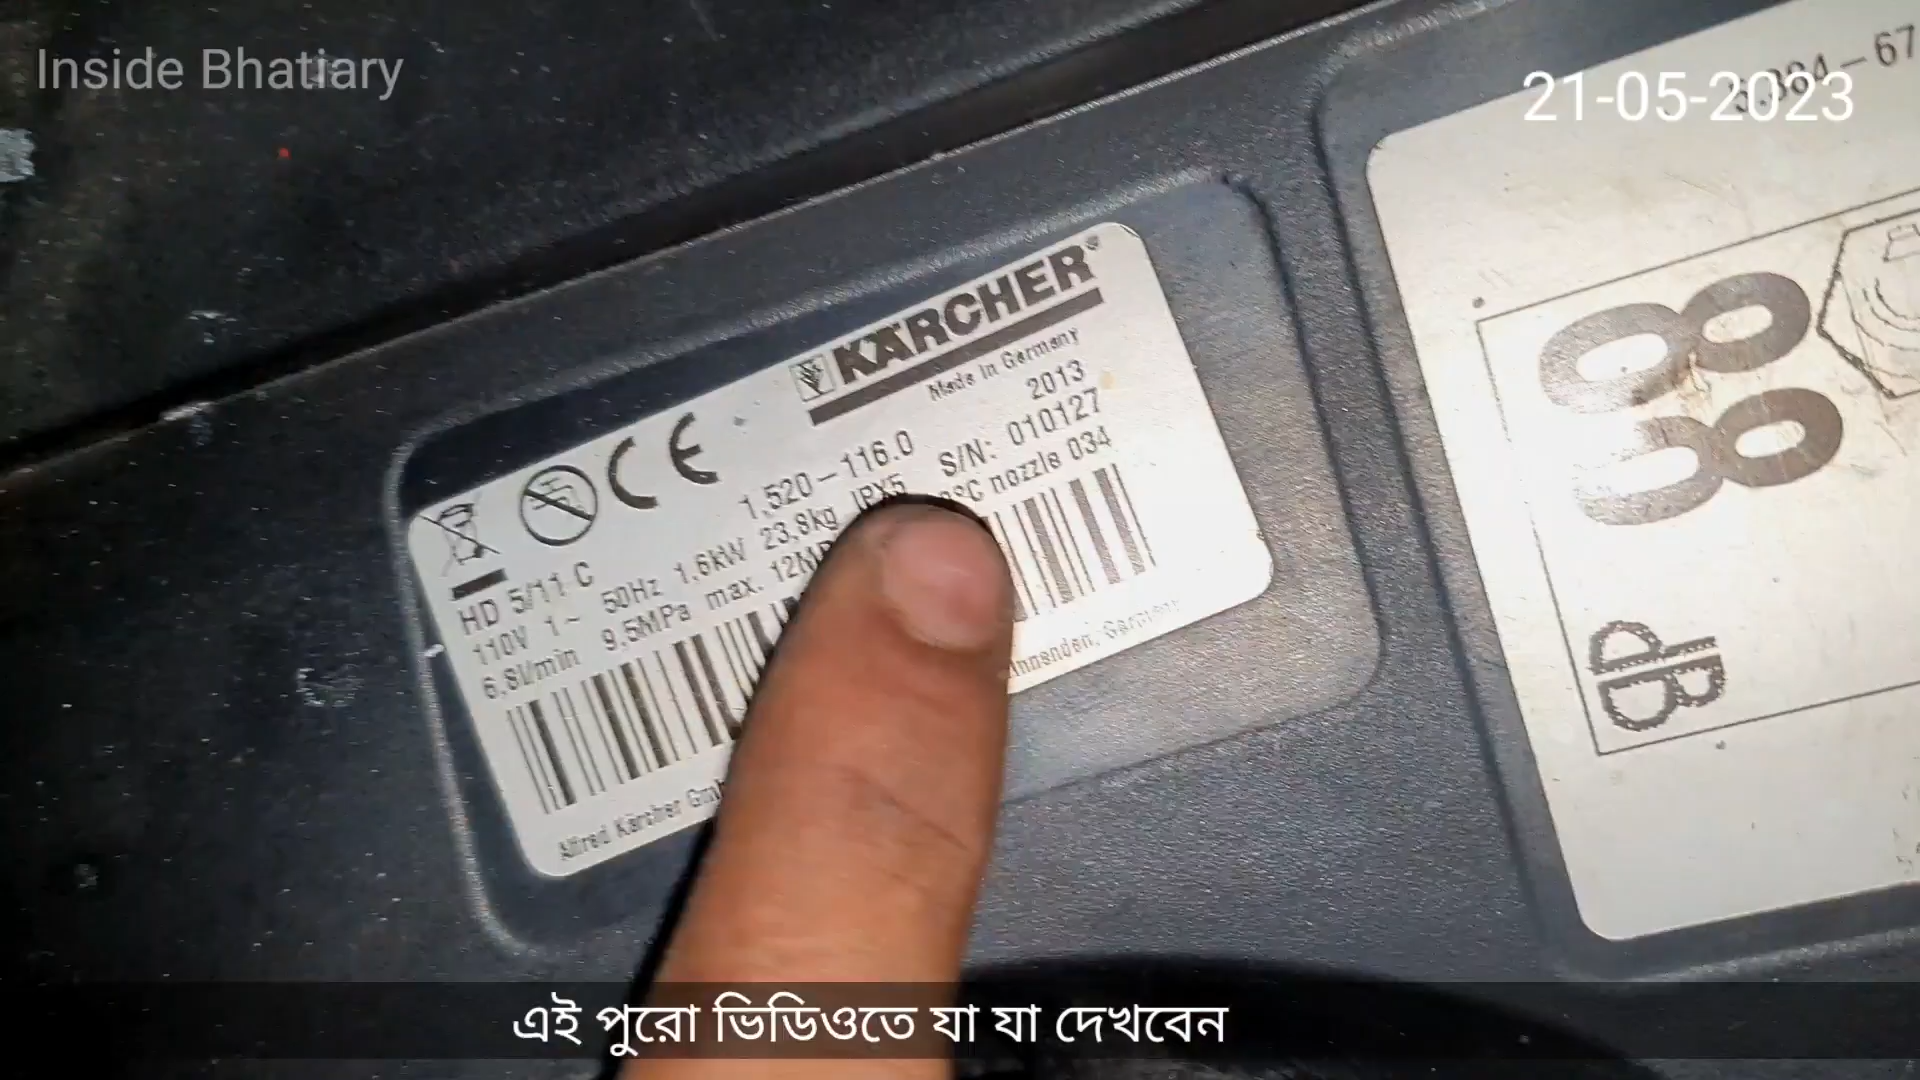 Inside Bhatiary
21-05-2023
KÄRCHER
Made in Germany
2013
1.520-116.0 S/N: 010127
HD 5/11 C
110V 1~ 50Hz 1.6kW 23,8kg IPX5 °C nozzle 034
6,8l/min 9,5MPa max.
Alfred Kärcher
88
dB
এই পুরো ভিডিওতে যা যা দেখবেন